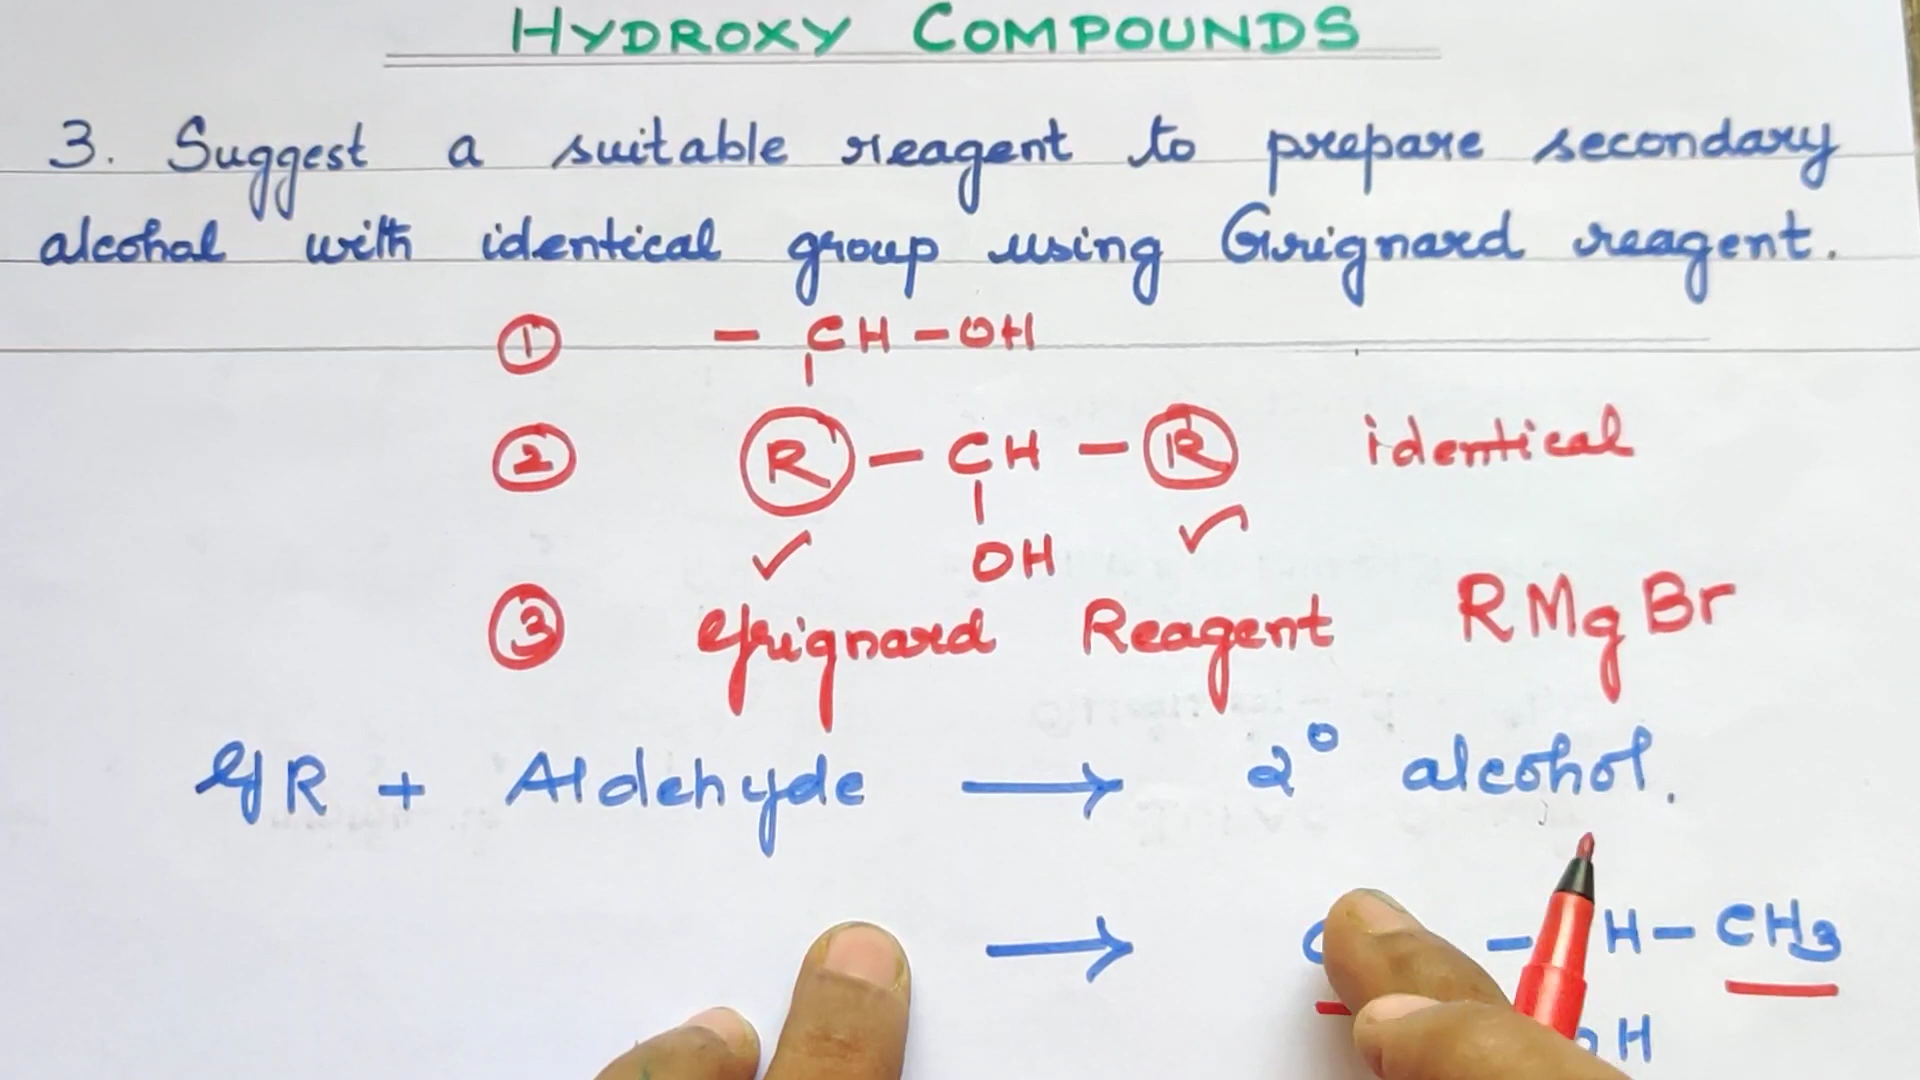 HYDROXY COMPOUNDS
3. Suggest a suitable reagent to prepare secondary
alcohol with identical group using Grignard reagent.
① - CH - OH
② R - CH - R identical
OH
③ Grignard Reagent RMgBr
GR + Aldehyde → 2° alcohol.
→ - H - CH3
OH